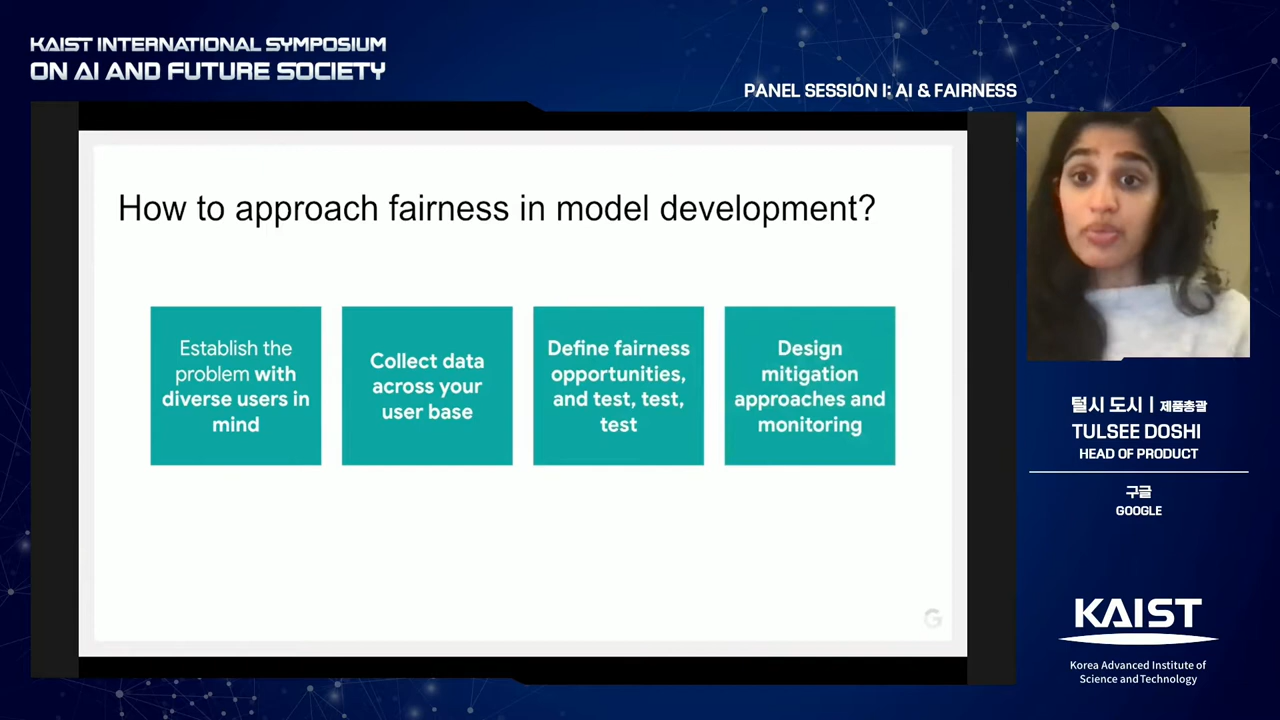 KAIST INTERNATIONAL SYMPOSIUM
ON AI AND FUTURE SOCIETY
PANEL SESSION I: AI & FAIRNESS
How to approach fairness in model development?
Establish the
problem with
diverse users in
mind
Collect data
across your
user base
Define fairness
opportunities,
and test, test,
test
Design
mitigation
approaches and
monitoring
G
털시 도시 | 제품총괄
TULSEE DOSHI
HEAD OF PRODUCT
구글
GOOGLE
KAIST
Korea Advanced Institute of
Science and Technology